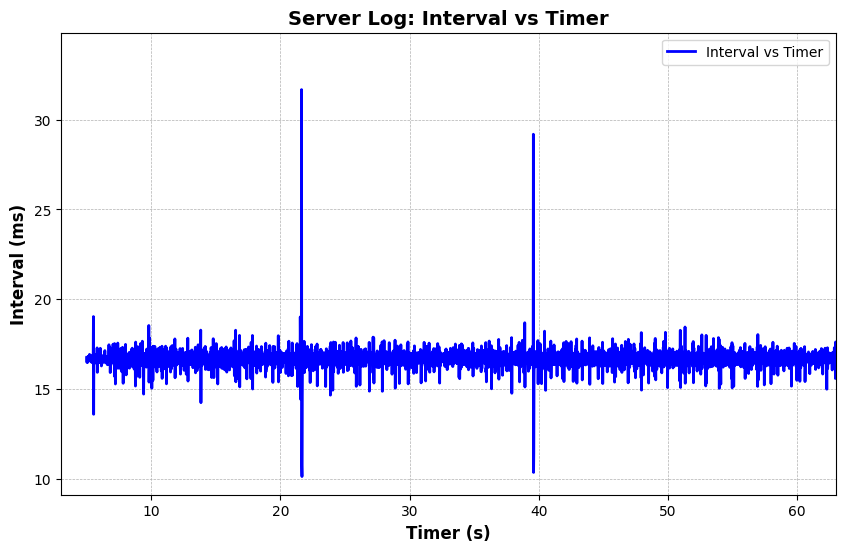 Server Log: Interval vs Timer
Interval vs Timer
30
25
20
15
10
Interval (ms)
10 20 30 40 50 60
Timer (s)